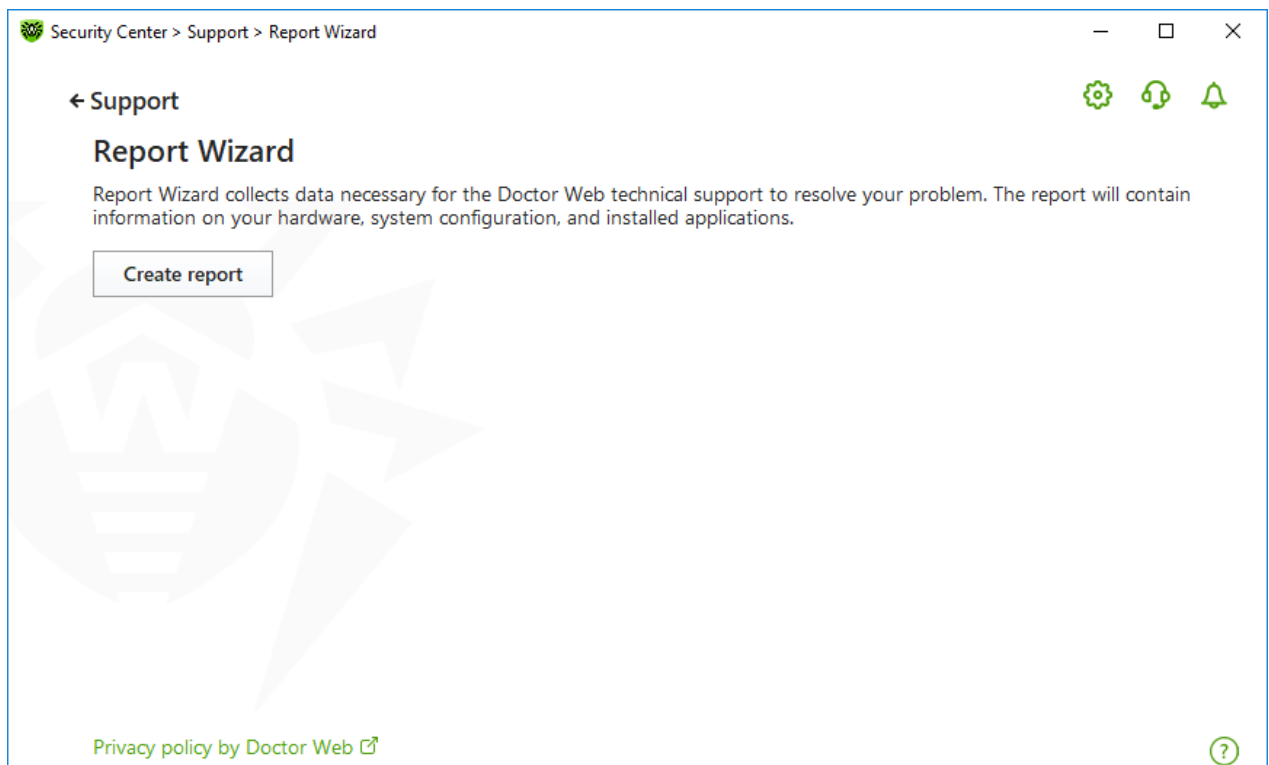 Security Center > Support > Report Wizard
Support
Report Wizard
Report Wizard collects data necessary for the Doctor Web technical support to resolve your problem. The report will contain
information on your hardware, system configuration, and installed applications.
Create report
Privacy policy by Doctor Web
?